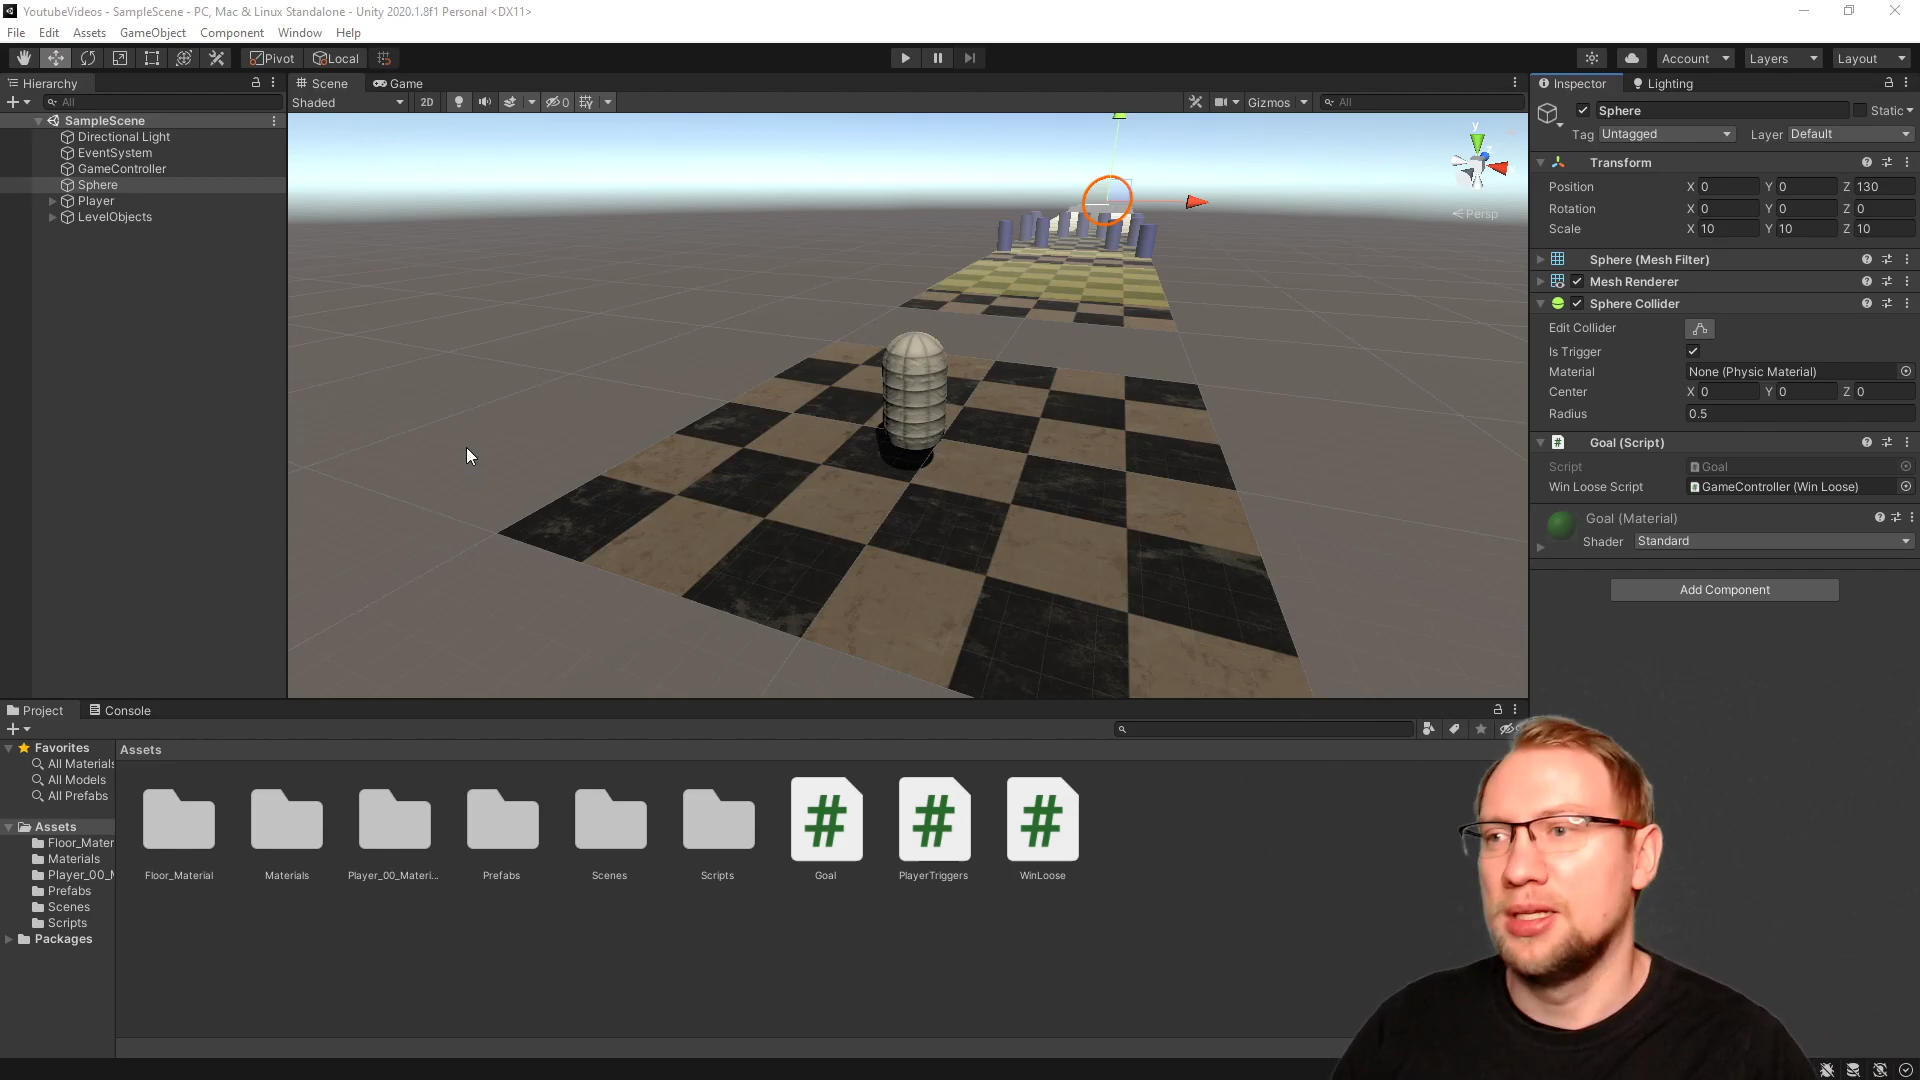 YoutubeVideos - SampleScene - PC, Mac & Linux Standalone - Unity 2020.1.8f1 Personal <DX11>
File Edit Assets GameObject Component Window Help
Pivot Local Account Layers Layout
Hierarchy
All
SampleScene
Directional Light
EventSystem
GameController
Sphere
Player
LevelObjects
Scene Game
Shaded 2D 0 Gizmos All
y
Persp
Inspector Lighting
Sphere Static
Tag Untagged Layer Default
Transform
Position X 0 Y 0 Z 130
Rotation X 0 Y 0 Z 0
Scale X 10 Y 10 Z 10
Sphere (Mesh Filter)
Mesh Renderer
Sphere Collider
Edit Collider
Is Trigger
Material None (Physic Material)
Center X 0 Y 0 Z 0
Radius 0.5
# Goal (Script)
Script Goal
Win Loose Script GameController (Win Loose)
Goal (Material)
Shader Standard
Add Component
Project Console
Favorites
All Materials
All Models
All Prefabs
Assets
Floor_Mater
Materials
Player_00_M
Prefabs
Scenes
Scripts
Packages
Assets
# # #
Floor_Material Materials Player_00_Materi... Prefabs Scenes Scripts Goal PlayerTriggers WinLoose